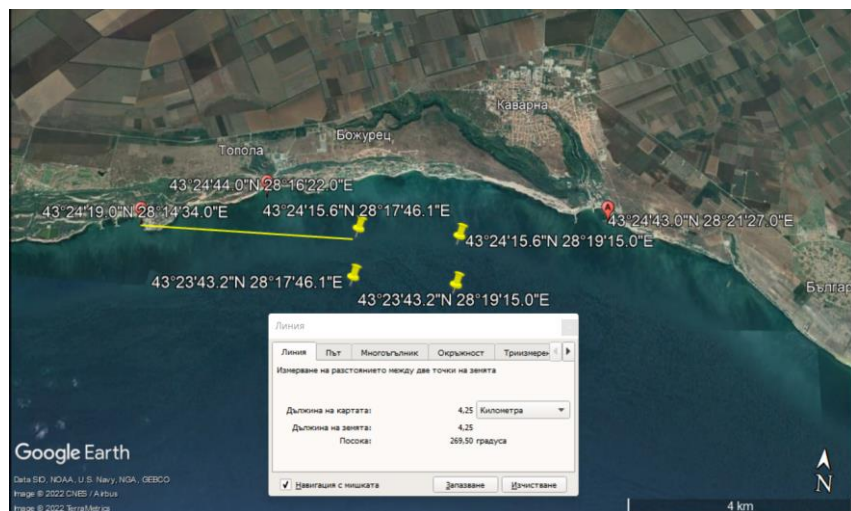 Каварна
Божурец
Топола
43°24'44.0"N 28°16'22.0"E
43°24'19.0"N 28°14'34.0"E
43°24'15.6"N 28°17'46.1"E
A
43°24'43.0"N 28°21'27.0"E
43°24'15.6"N 28°19'15.0"E
43°23'43.2"N 28°17'46.1"E
Българ
43°23'43.2"N 28°19'15.0"E
Линия
Линия Път Многоъгълник Окръжност Триизмерен
Измерване на разстоянието между две точки на земята
Дължина на картата: 4,25 Километра
Дължина на земята: 4,25
Посока: 269,50 градуса
Навигация с мишката Запазване Изчистване
Google Earth
Data SIO, NOAA, U.S. Navy, NGA, GEBCO
Image © 2022 CNES / Airbus
Image © 2022 TerraMetrics
N
4 km